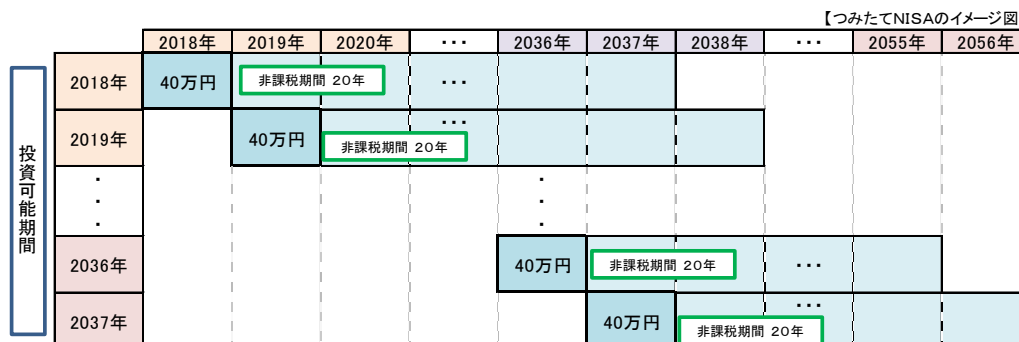 【つみたてNISAのイメージ図
2018年 2019年 2020年 ・・・ 2036年 2037年 2038年 ・・・ 2055年 2056年
投資可能期間
2018年 40万円 非課税期間 20年 ・・・
2019年 40万円 非課税期間 20年 ・・・
・ ・
・ ・
・ ・
2036年 40万円 非課税期間 20年 ・・・
2037年 40万円 非課税期間 20年 ・・・